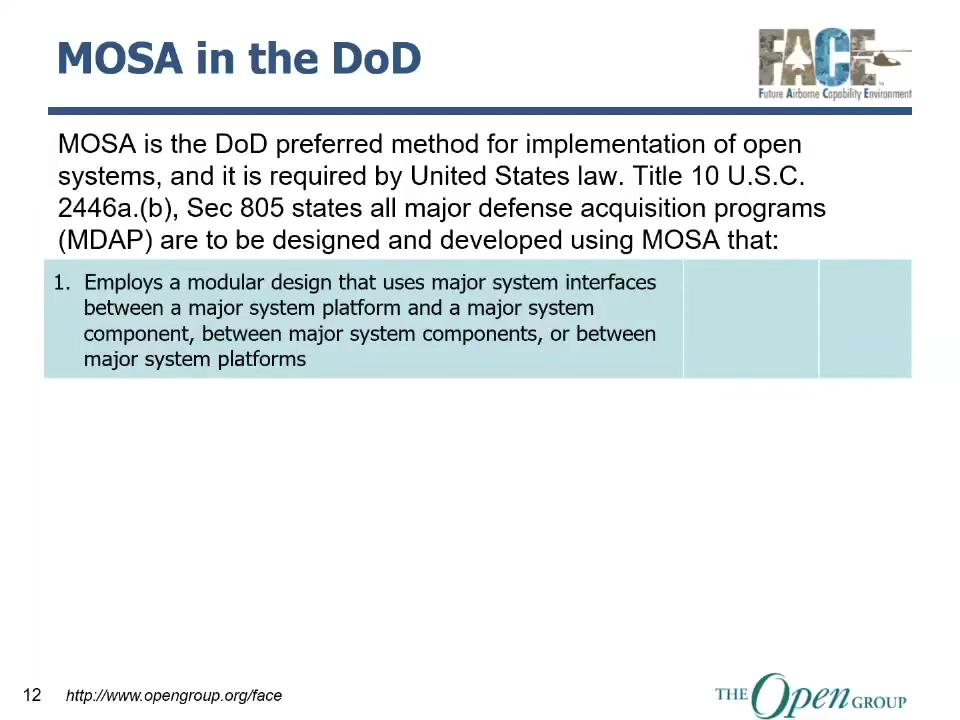 MOSA in the DoD
FACE
Future Airborne Capability Environment
MOSA is the DoD preferred method for implementation of open
systems, and it is required by United States law. Title 10 U.S.C.
2446a.(b), Sec 805 states all major defense acquisition programs
(MDAP) are to be designed and developed using MOSA that:
1. Employs a modular design that uses major system interfaces
between a major system platform and a major system
component, between major system components, or between
major system platforms
12 http://www.opengroup.org/face
THE Open GROUP